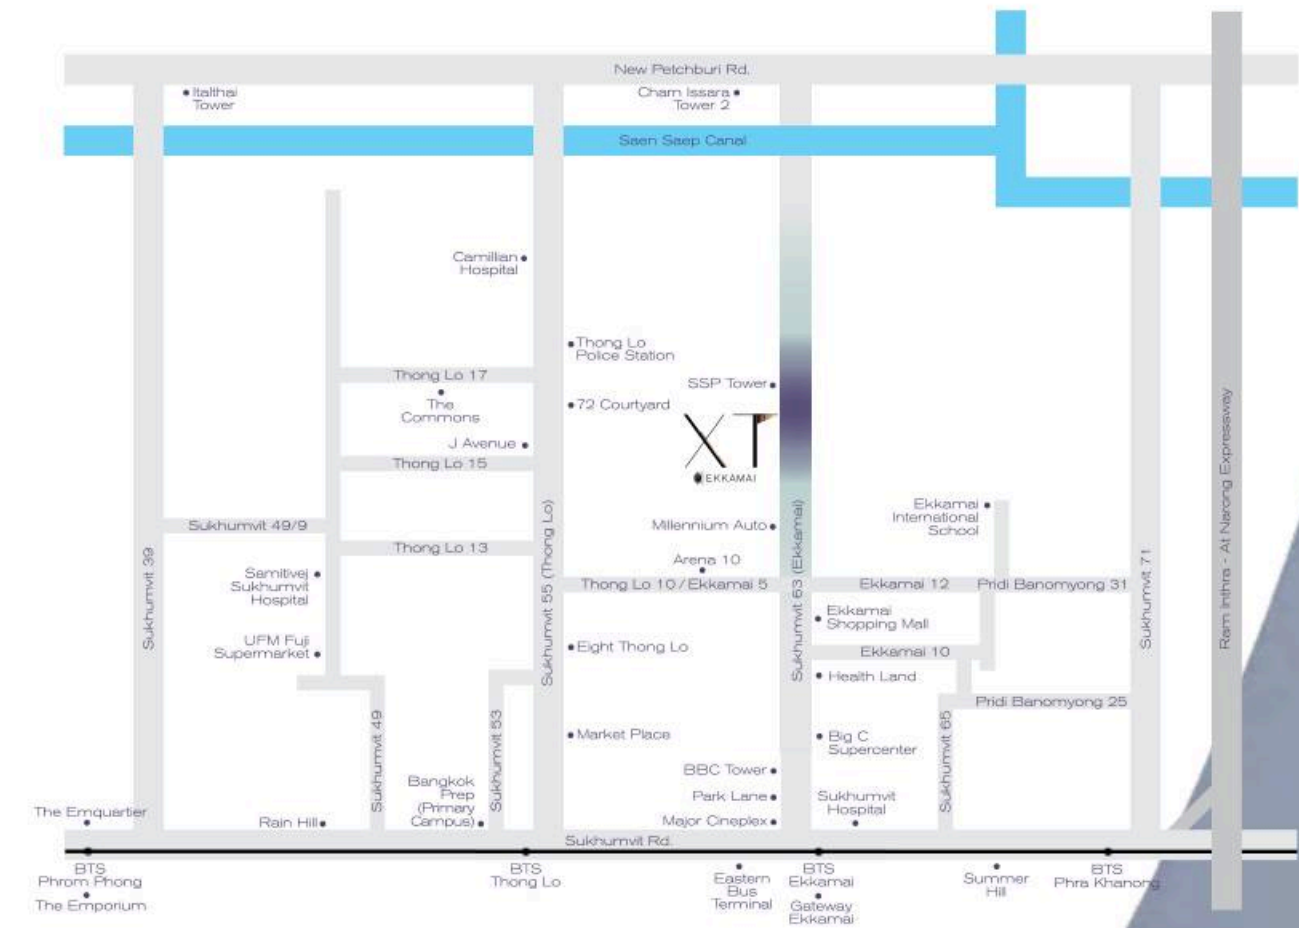 New Petchburi Rd.
Italthai
Tower
Cham Issara
Tower 2
Saen Saep Canal
Camillian
Hospital
Thong Lo
Police Station
Thong Lo 17
SSP Tower
The
Commons
72 Courtyard
XT
EKKAMAI
J Avenue
Thong Lo 15
Sukhumvit 49/9
Millennium Auto
Ekkamai
International
School
Thong Lo 13
Arena 10
Samitivej
Sukhumvit
Hospital
Thong Lo 10 / Ekkamai 5
Ekkamai 12
Pridi Banomyong 31
Sukhumvit 39
Sukhumvit 55 (Thong Lo)
Sukhumvit 63 (Ekkamai)
Sukhumvit 71
Ram Inthra - At Narong Expressway
Ekkamai
Shopping Mall
UFM Fuji
Supermarket
Eight Thong Lo
Ekkamai 10
Health Land
Pridi Banomyong 25
Sukhumvit 49
Sukhumvit 53
Sukhumvit 65
Market Place
Big C
Supercenter
BBC Tower
Bangkok
Prep
(Primary
Campus)
Park Lane
Sukhumvit
Hospital
The Emquartier
Rain Hill
Major Cineplex
Sukhumvit Rd.
BTS
Phrom Phong
The Emporium
BTS
Thong Lo
Eastern
Bus
Terminal
BTS
Ekkamai
Gateway
Ekkamai
Summer
Hill
BTS
Phra Khanong